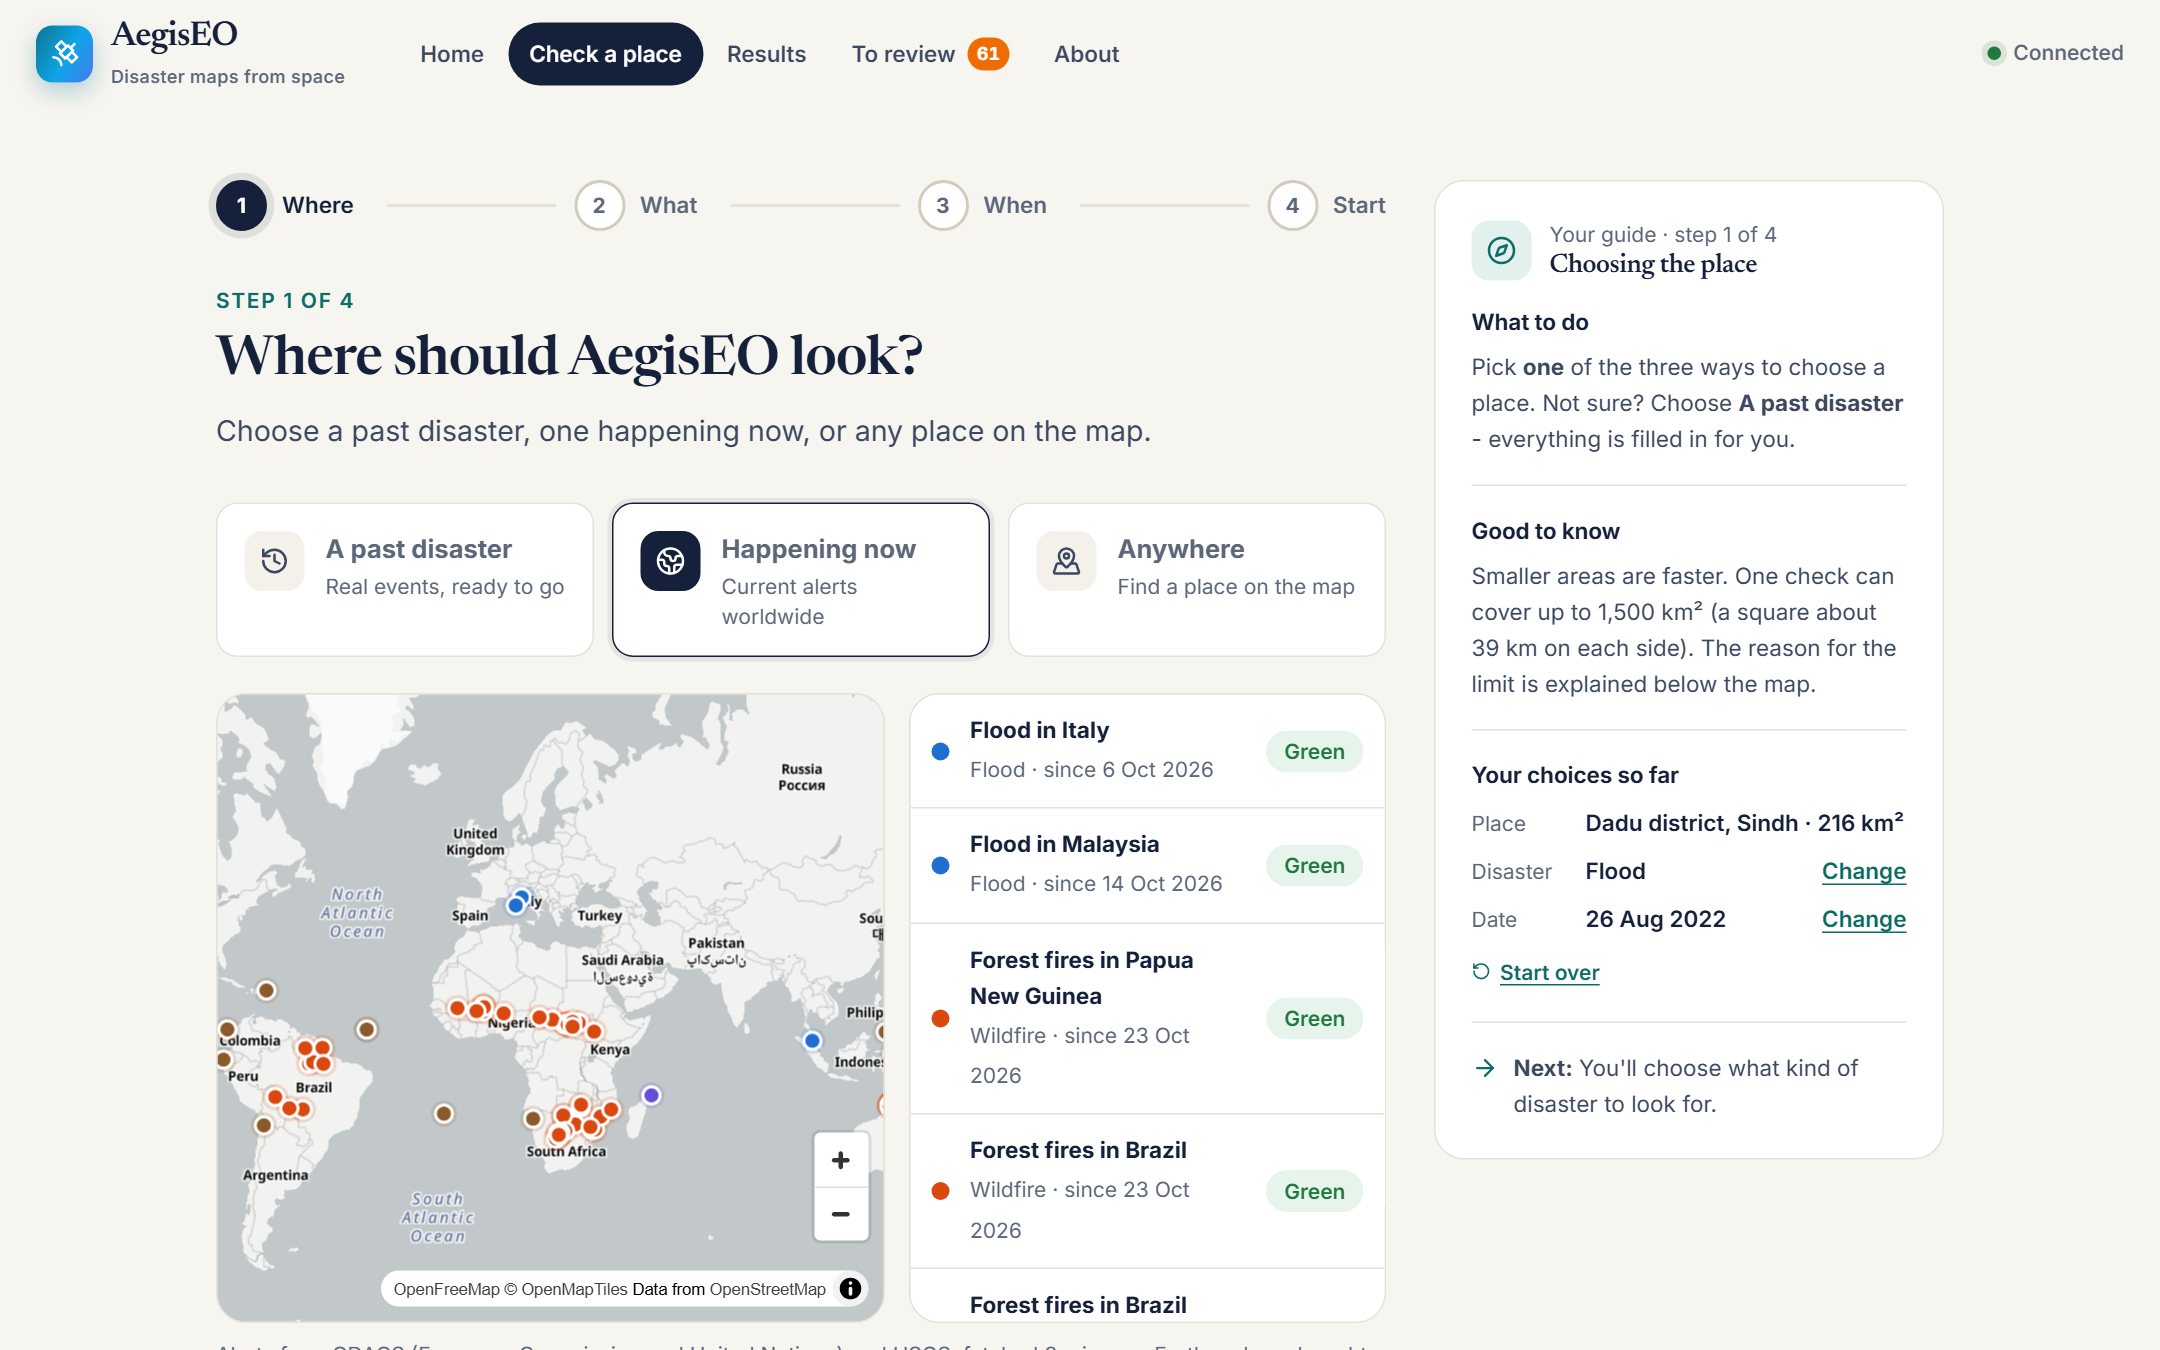 AegisEO
Disaster maps from space
Home
Check a place
Results
To review 61
About
Connected
1 Where
2 What
3 When
4 Start
STEP 1 OF 4
Where should AegisEO look?
Choose a past disaster, one happening now, or any place on the map.
A past disaster
Real events, ready to go
Happening now
Current alerts
worldwide
Anywhere
Find a place on the map
Russia
Россия
United
Kingdom
North
Atlantic
Ocean
Spain
Turkey
Pakistan
پاکستان
Saudi Arabia
السعودية
Nigeria
Kenya
Colombia
Peru
Brazil
Argentina
South Africa
South
Atlantic
Ocean
+
−
OpenFreeMap © OpenMapTiles Data from OpenStreetMap
Flood in Italy
Flood · since 6 Oct 2026
Green
Flood in Malaysia
Flood · since 14 Oct 2026
Green
Forest fires in Papua
New Guinea
Wildfire · since 23 Oct
2026
Green
Forest fires in Brazil
Wildfire · since 23 Oct
2026
Green
Forest fires in Brazil
Your guide · step 1 of 4
Choosing the place
What to do
Pick one of the three ways to choose a
place. Not sure? Choose A past disaster
- everything is filled in for you.
Good to know
Smaller areas are faster. One check can
cover up to 1,500 km² (a square about
39 km on each side). The reason for the
limit is explained below the map.
Your choices so far
Place Dadu district, Sindh · 216 km²
Disaster Flood Change
Date 26 Aug 2022 Change
Start over
Next: You'll choose what kind of
disaster to look for.